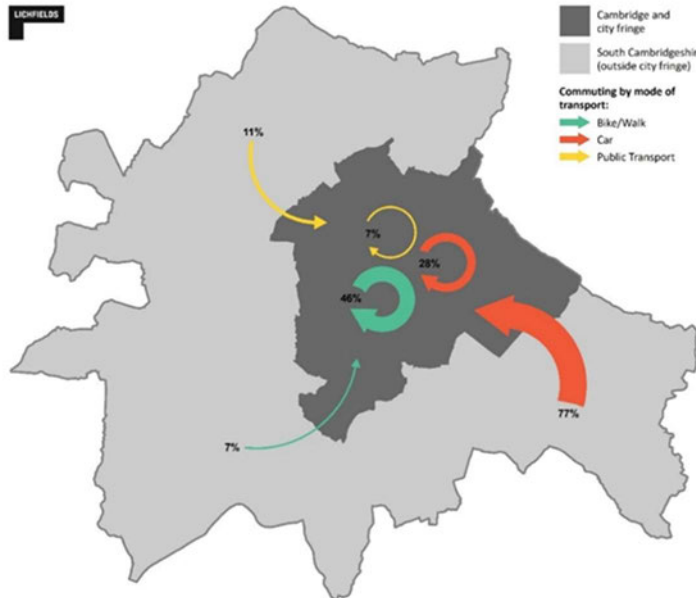 LICHFIELDS
Cambridge and
city fringe
South Cambridgeshir
(outside city fringe)
Commuting by mode of
transport:
Bike/Walk
Car
Public Transport
11%
7%
28%
46%
77%
7%